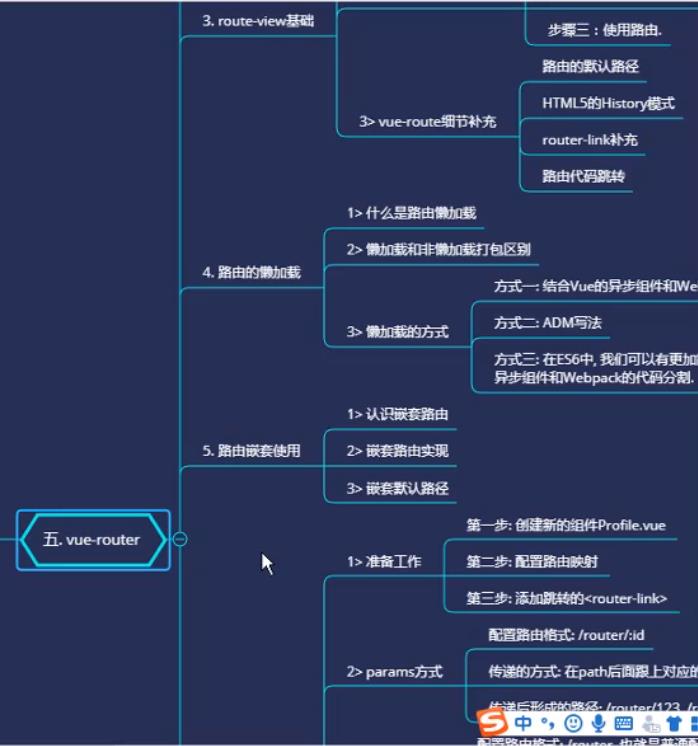 3. route-view基础
步骤三：使用路由.
3> vue-route细节补充
路由的默认路径
HTML5的History模式
router-link补充
路由代码跳转
4. 路由的懒加载
1> 什么是路由懒加载
2> 懒加载和非懒加载打包区别
3> 懒加载的方式
方式一: 结合Vue的异步组件和We
方式二: ADM写法
方式三: 在ES6中, 我们可以有更加
异步组件和Webpack的代码分割.
5. 路由嵌套使用
1> 认识嵌套路由
2> 嵌套路由实现
3> 嵌套默认路径
五. vue-router
1> 准备工作
第一步: 创建新的组件Profile.vue
第二步: 配置路由映射
第三步: 添加跳转的<router-link>
2> params方式
配置路由格式: /router/:id
传递的方式: 在path后面跟上对应的
传递后形成的路径: /router/123, /r
S 中
配置路由格式: /router, 也就是普通配